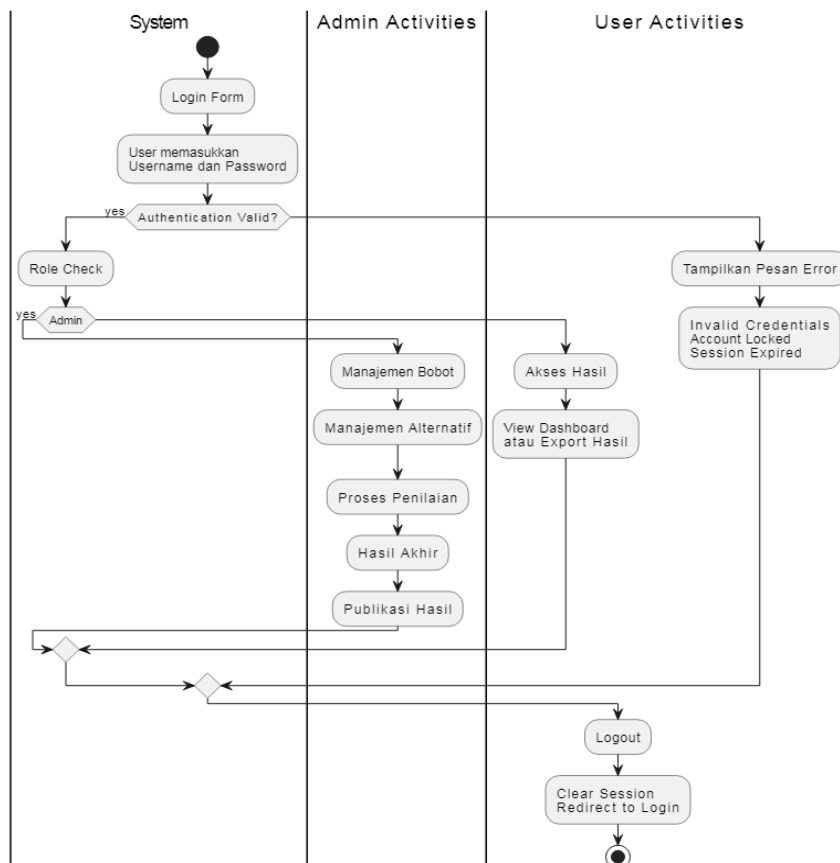 System
Admin Activities
User Activities
Login Form
User memasukkan
Username dan Password
yes
Authentication Valid?
Role Check
Tampilkan Pesan Error
yes
Admin
Invalid Credentials
Account Locked
Session Expired
Manajemen Bobot
Akses Hasil
Manajemen Alternatif
View Dashboard
atau Export Hasil
Proses Penilaian
Hasil Akhir
Publikasi Hasil
Logout
Clear Session
Redirect to Login